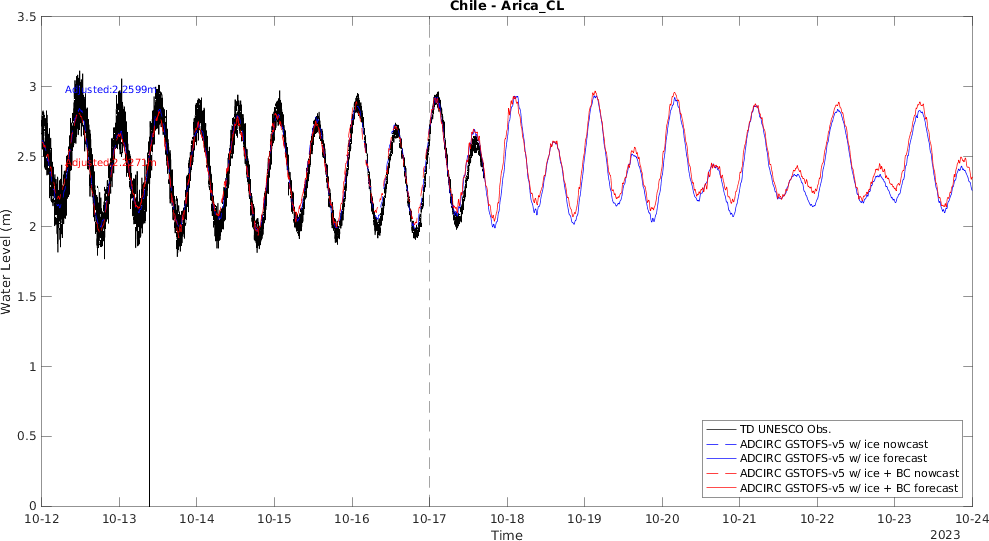 Chile - Arica_CL
3.5
3
2.5
2
1.5
1
0.5
0
Water Level (m)
Adjusted:2.2599m
Adjusted:2.2271m
TD UNESCO Obs.
ADCIRC GSTOFS-v5 w/ ice nowcast
ADCIRC GSTOFS-v5 w/ ice forecast
ADCIRC GSTOFS-v5 w/ ice + BC nowcast
ADCIRC GSTOFS-v5 w/ ice + BC forecast
10-12 10-13 10-14 10-15 10-16 10-17 10-18 10-19 10-20 10-21 10-22 10-23 10-24
Time
2023